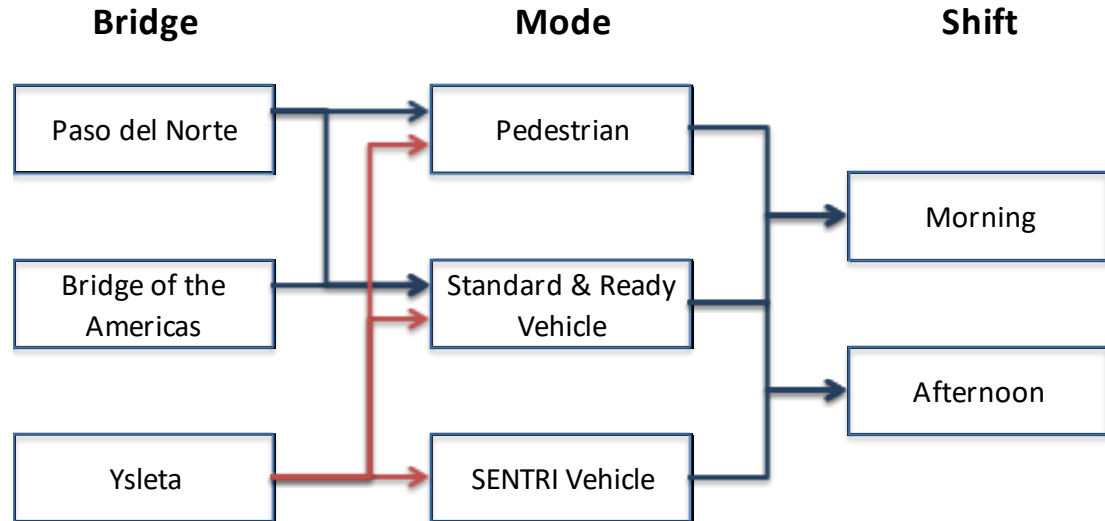 Bridge
Mode
Shift
Paso del Norte
Pedestrian
Morning
Bridge of the
Americas
Standard & Ready
Vehicle
Afternoon
Ysleta
SENTRI Vehicle